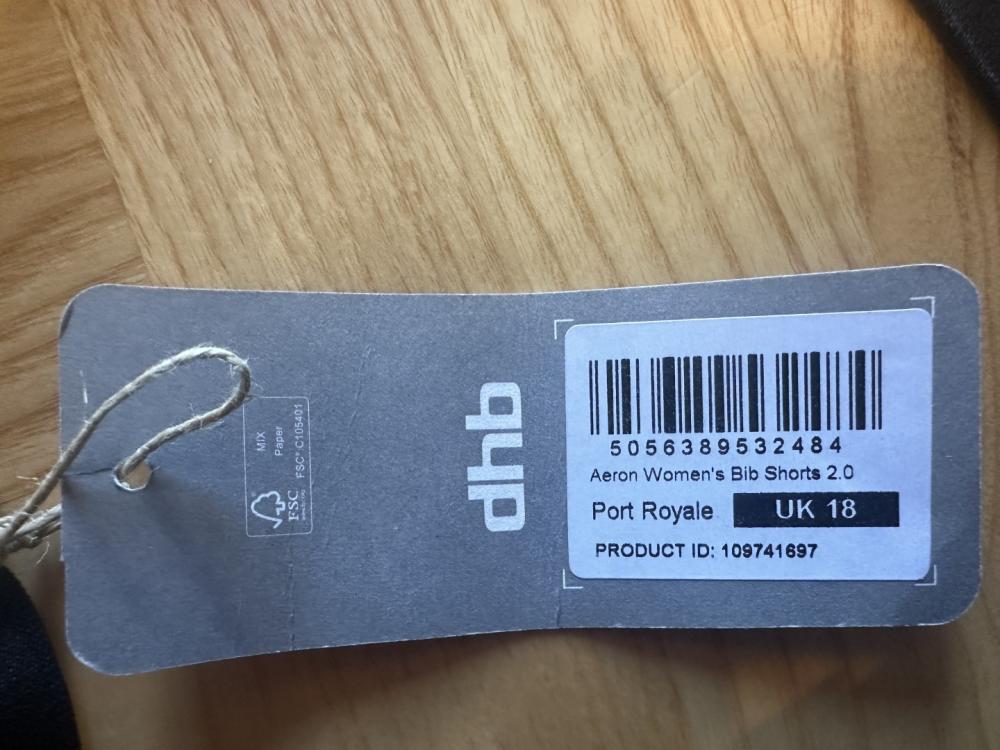 MIX
Paper
FSC® C105401
FSC
dhb
5056389532484
Aeron Women's Bib Shorts 2.0
Port Royale UK 18
PRODUCT ID: 109741697